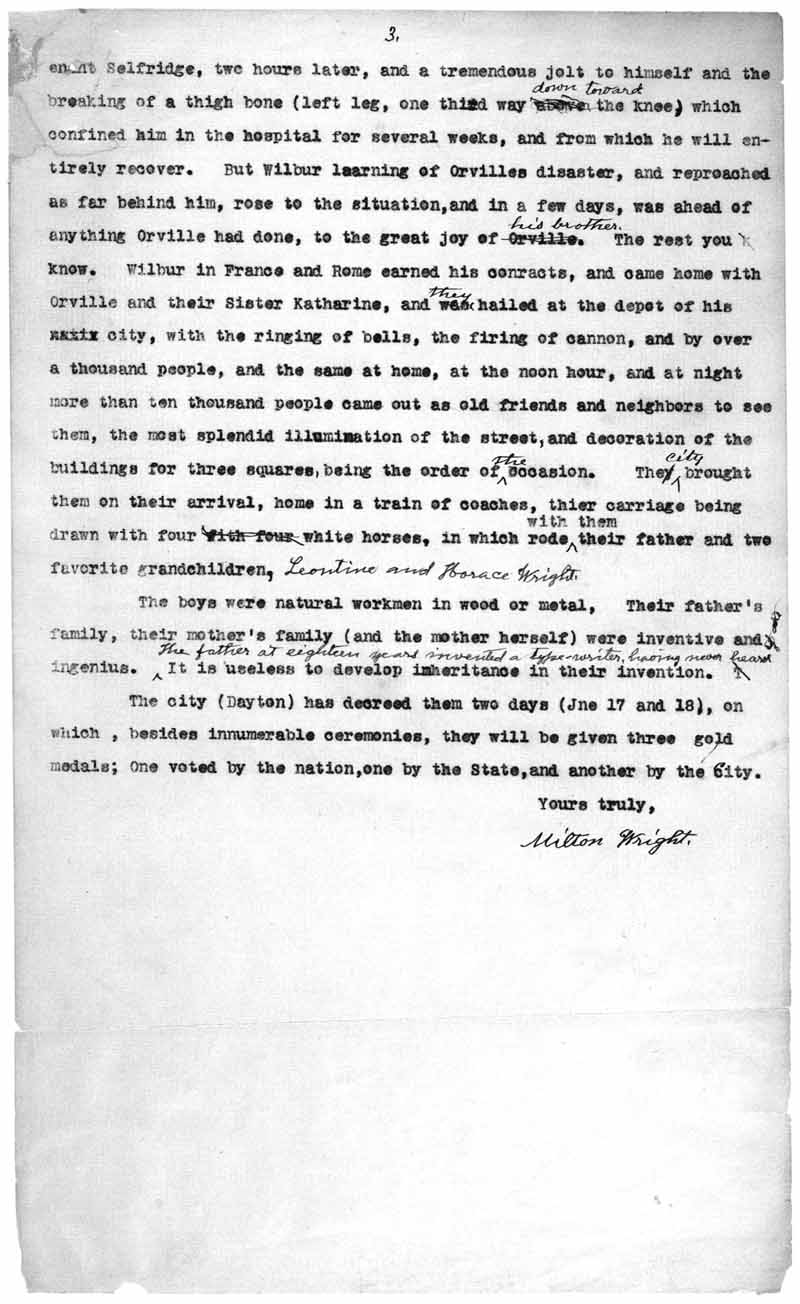 3.
enant Selfridge, two hours later, and a tremendous jolt to himself and the
down toward
breaking of a thigh bone (left leg, one third way above the knee) which
confined him in the hospital for several weeks, and from which he will en-
tirely recover. But Wilbur learning of Orvilles disaster, and reproached
as far behind him, rose to the situation,and in a few days, was ahead of
his brother.
anything Orville had done, to the great joy of Orville. The rest you
know. Wilbur in France and Rome earned his conracts, and came home with
they
Orville and their Sister Katharine, and was hailed at the depot of his
city, with the ringing of bells, the firing of cannon, and by over
a thousand people, and the same at home, at the noon hour, and at night
more than ten thousand people came out as old friends and neighbors to see
them, the most splendid illumination of the street,and decoration of the
the city
buildings for three squares,being the order of occasion. They brought
them on their arrival, home in a train of coaches, thier carriage being
with them
drawn with four with four white horses, in which rode their father and two
favorite grandchildren, Leontine and Horace Wright.
The boys were natural workmen in wood or metal, Their father's
family, their mother's family (and the mother herself) were inventive and
The father at eighteen years invented a type-writer, having never heard
ingenius. It is useless to develop inheritance in their invention.
The city (Dayton) has decreed them two days (Jne 17 and 18), on
which , besides innumerable ceremonies, they will be given three gold
medals; One voted by the nation,one by the State,and another by the City.
Yours truly,
Milton Wright.